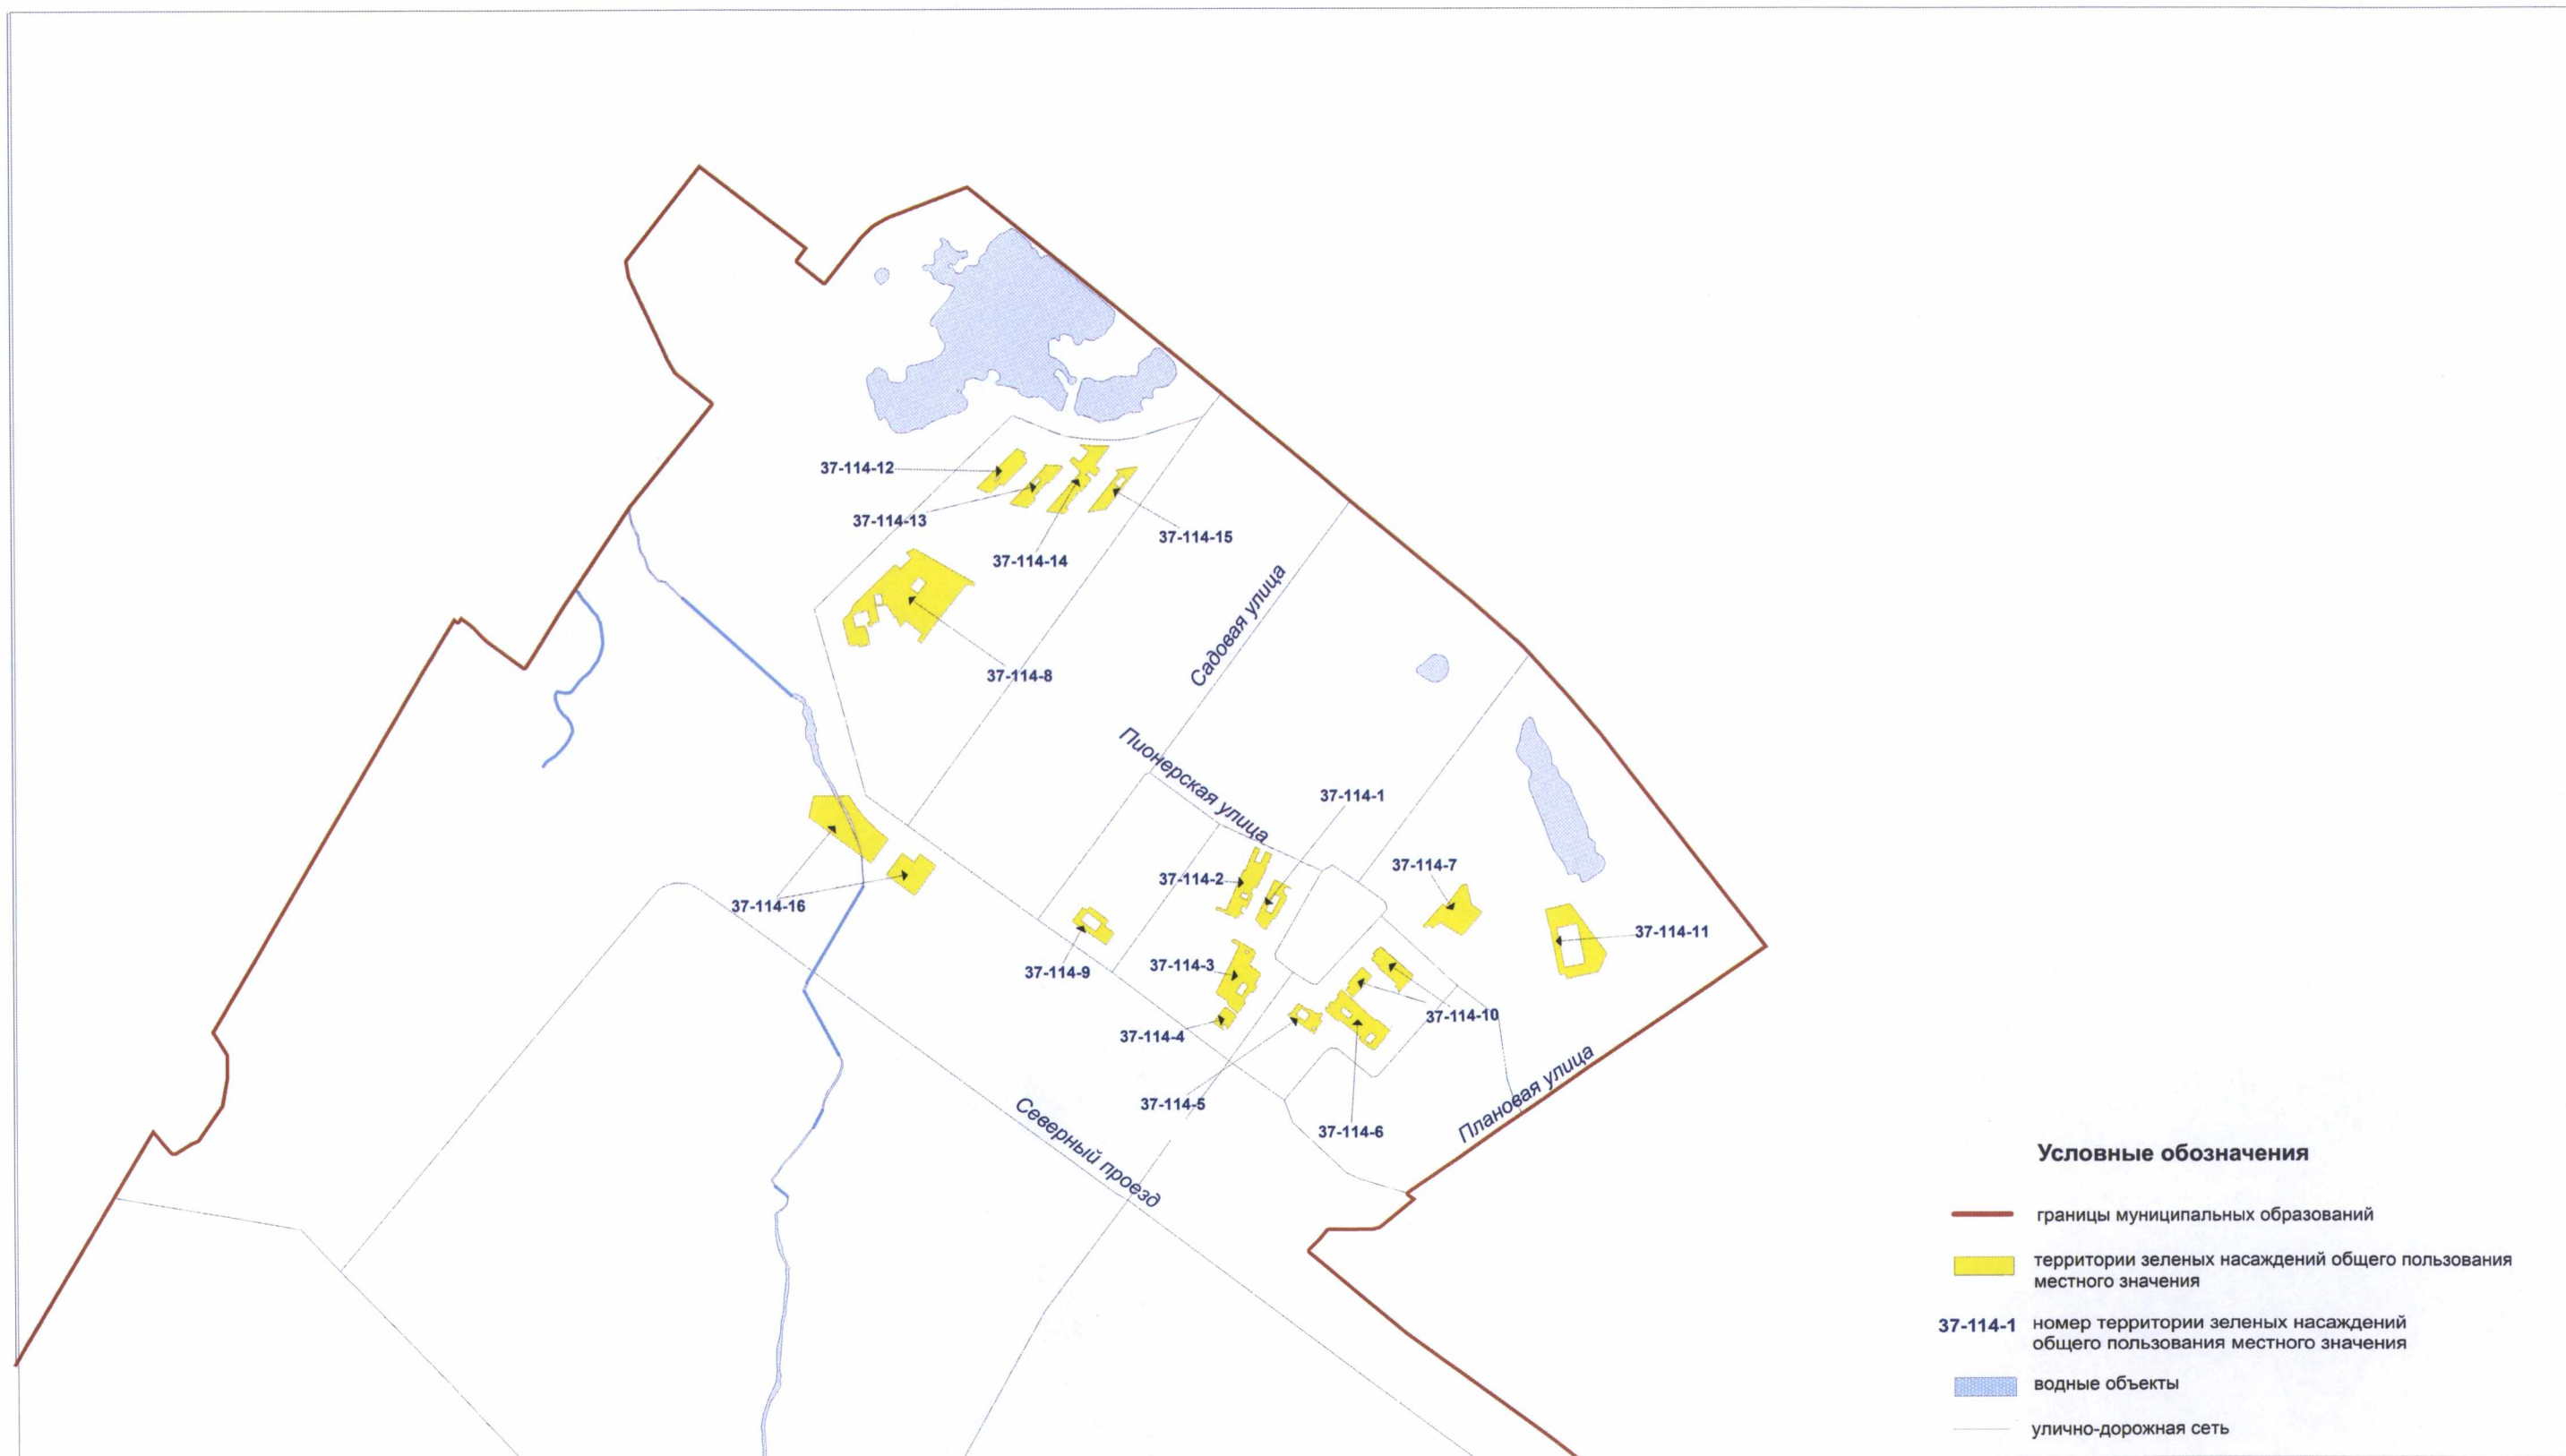 37-114-12
37-114-13
37-114-15
37-114-14
37-114-8
Садовая улица
Пионерская улица
37-114-1
37-114-7
37-114-2
37-114-16
37-114-11
37-114-3
37-114-9
37-114-10
37-114-4
37-114-5
37-114-6
Плановая улица
Северный проезд
Условные обозначения
границы муниципальных образований
территории зеленых насаждений общего пользования
местного значения
37-114-1 номер территории зеленых насаждений
общего пользования местного значения
водные объекты
улично-дорожная сеть